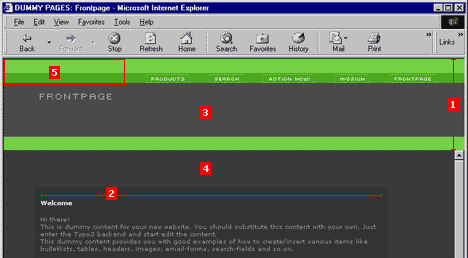 DUMMY PAGES: Frontpage - Microsoft Internet Explorer
File Edit View Favorites Tools Help
Back Forward Stop Refresh Home Search Favorites History Mail Print Links
5
PRODUCTS SEARCH ACTION NOW! MISSION FRONTPAGE
FRONTPAGE
1
3
4
2
Welcome
Hi there!
This is dummy content for your new website. You should substitute this content with your own. Just
enter the Typo3 backend and start edit the content.
This dummy content provides you with good examples of how to create/insert various items like
bulletlists, tables, headers, images, email-forms, search-fields and so on.